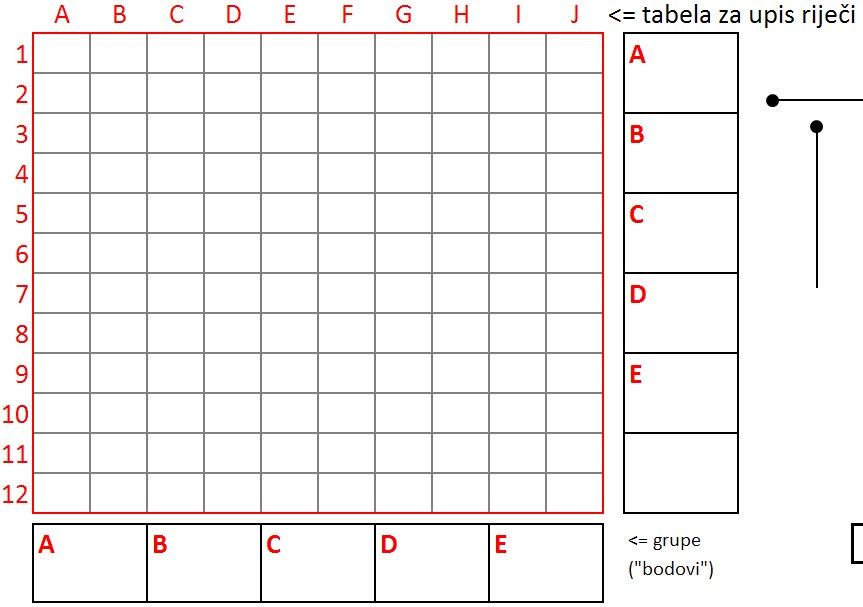 A B C D E F G H I J <= tabela za upis riječi
1 A
2
3 B
4
5 C
6
7 D
8
9 E
10
11
12
A B C D E <= grupe
("bodovi")